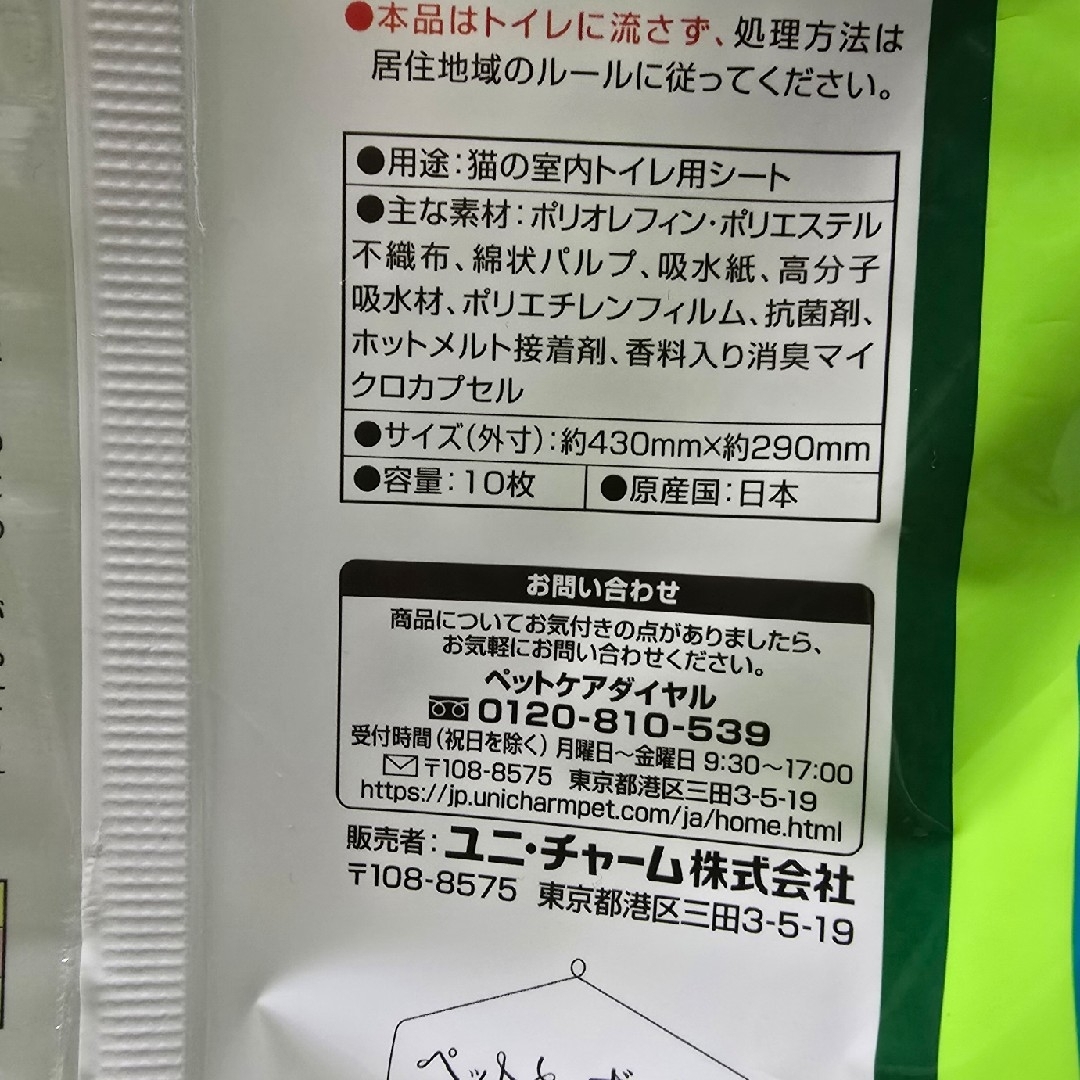 ●本品はトイレに流さず、処理方法は
居住地域のルールに従ってください。
●用途：猫の室内トイレ用シート
●主な素材：ポリオレフィン・ポリエステル
不織布、綿状パルプ、吸水紙、高分子
吸水材、ポリエチレンフィルム、抗菌剤、
ホットメルト接着剤、香料入り消臭マイ
クロカプセル
●サイズ（外寸）：約430mm×約290mm
●容量：10枚 ●原産国：日本
お問い合わせ
商品についてお気付きの点がありましたら、
お気軽にお問い合わせください。
ペットケアダイヤル
0120-810-539
受付時間（祝日を除く）月曜日～金曜日 9:30～17:00
〒108-8575 東京都港区三田3-5-19
https://jp.unicharmpet.com/ja/home.html
販売者：ユニ・チャーム株式会社
〒108-8575 東京都港区三田3-5-19
ペット